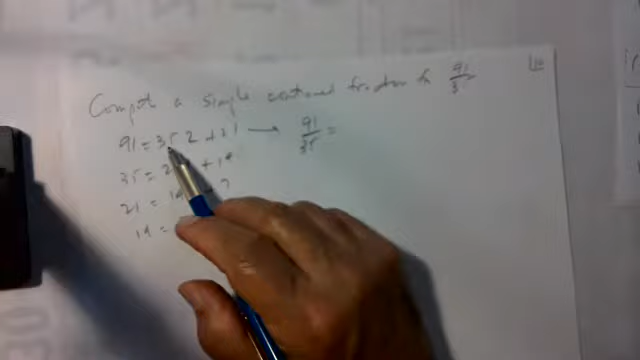 Compute a simple continued fraction for 91/35
91 = 35 2 + 21 → 91/35 =
35 = 2 + 14
21 = 14 7
14 =